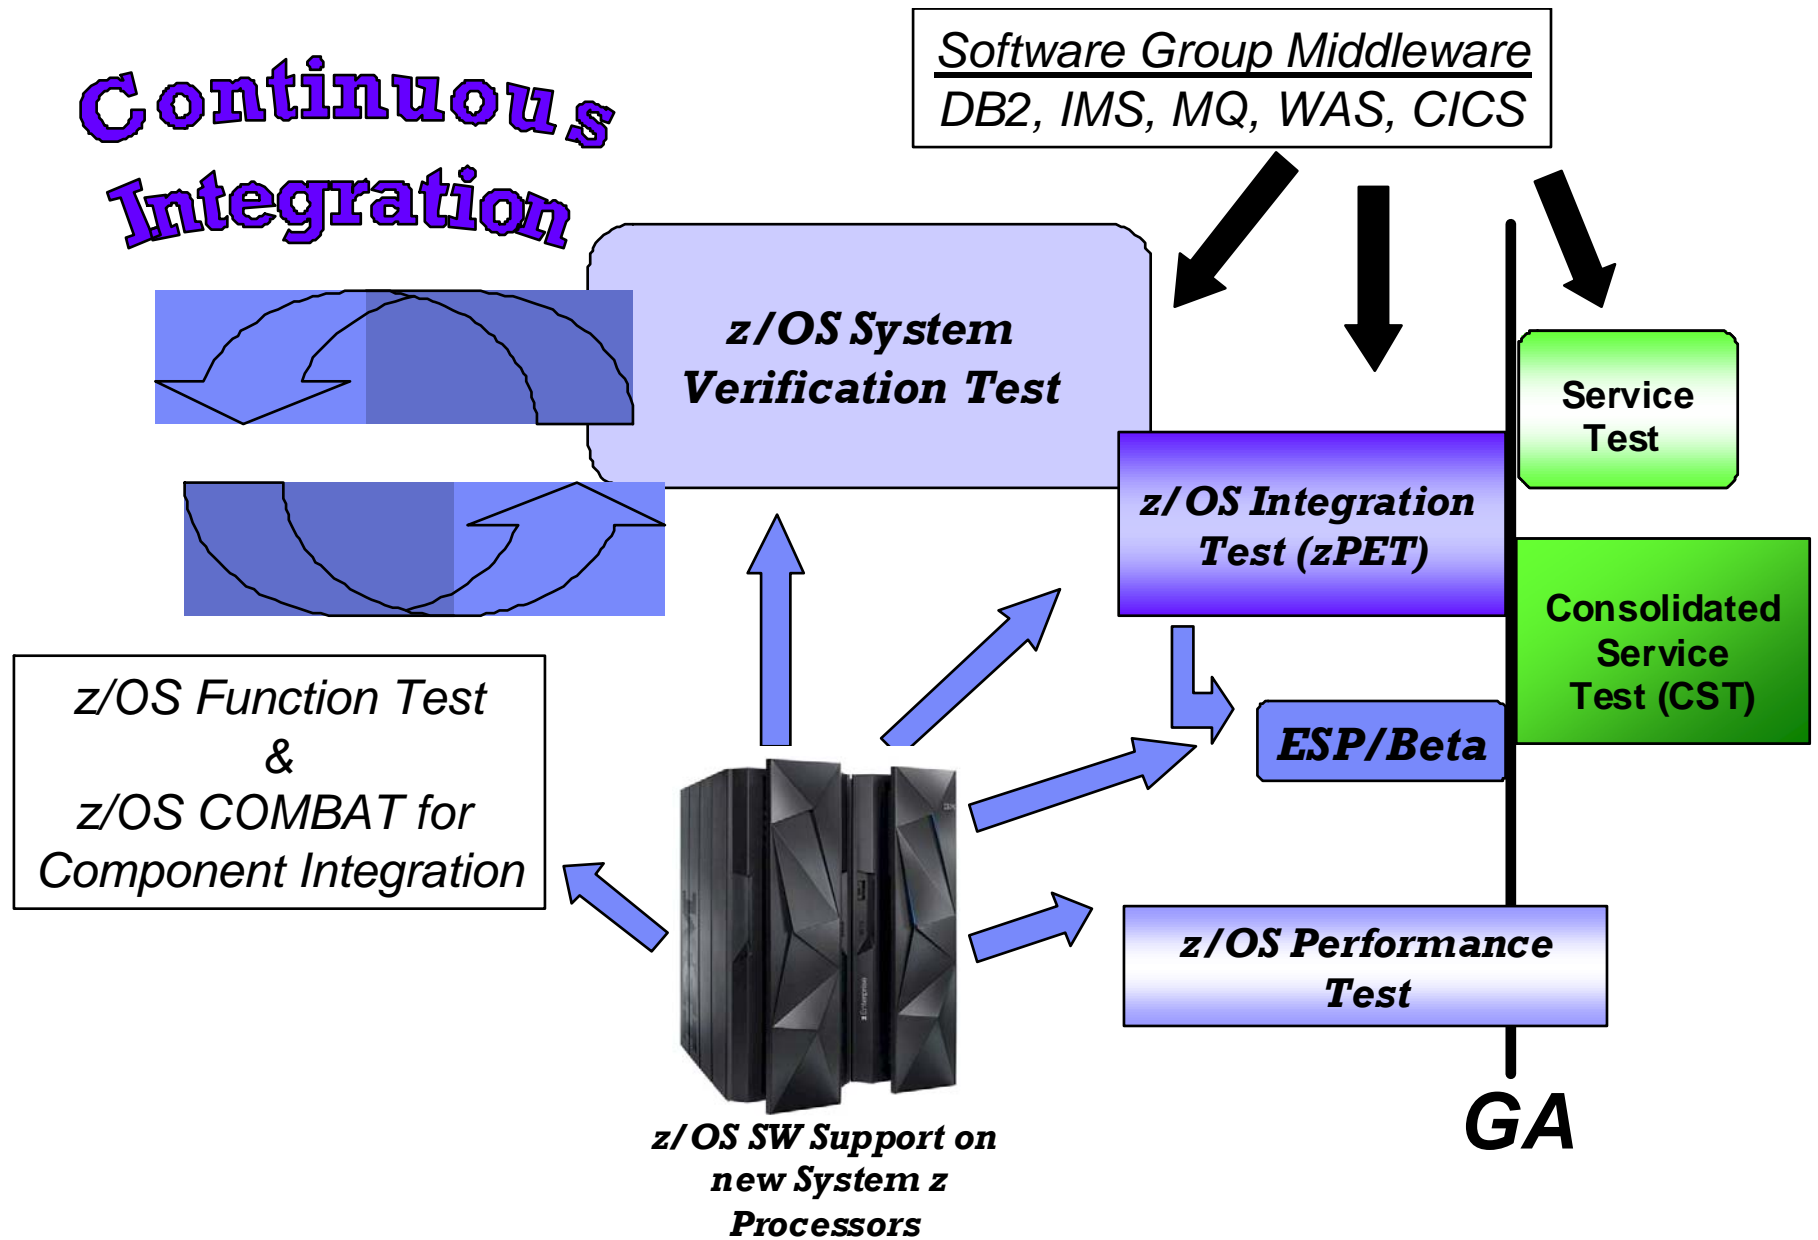 Continuous
Integration
Software Group Middleware
DB2, IMS, MQ, WAS, CICS
z/OS System
Verification Test
Service
Test
z/OS Integration
Test (zPET)
Consolidated
Service
Test (CST)
z/OS Function Test
&
z/OS COMBAT for
Component Integration
ESP/Beta
IBM
zEnterprise
z/OS Performance
Test
GA
z/OS SW Support on
new System z
Processors